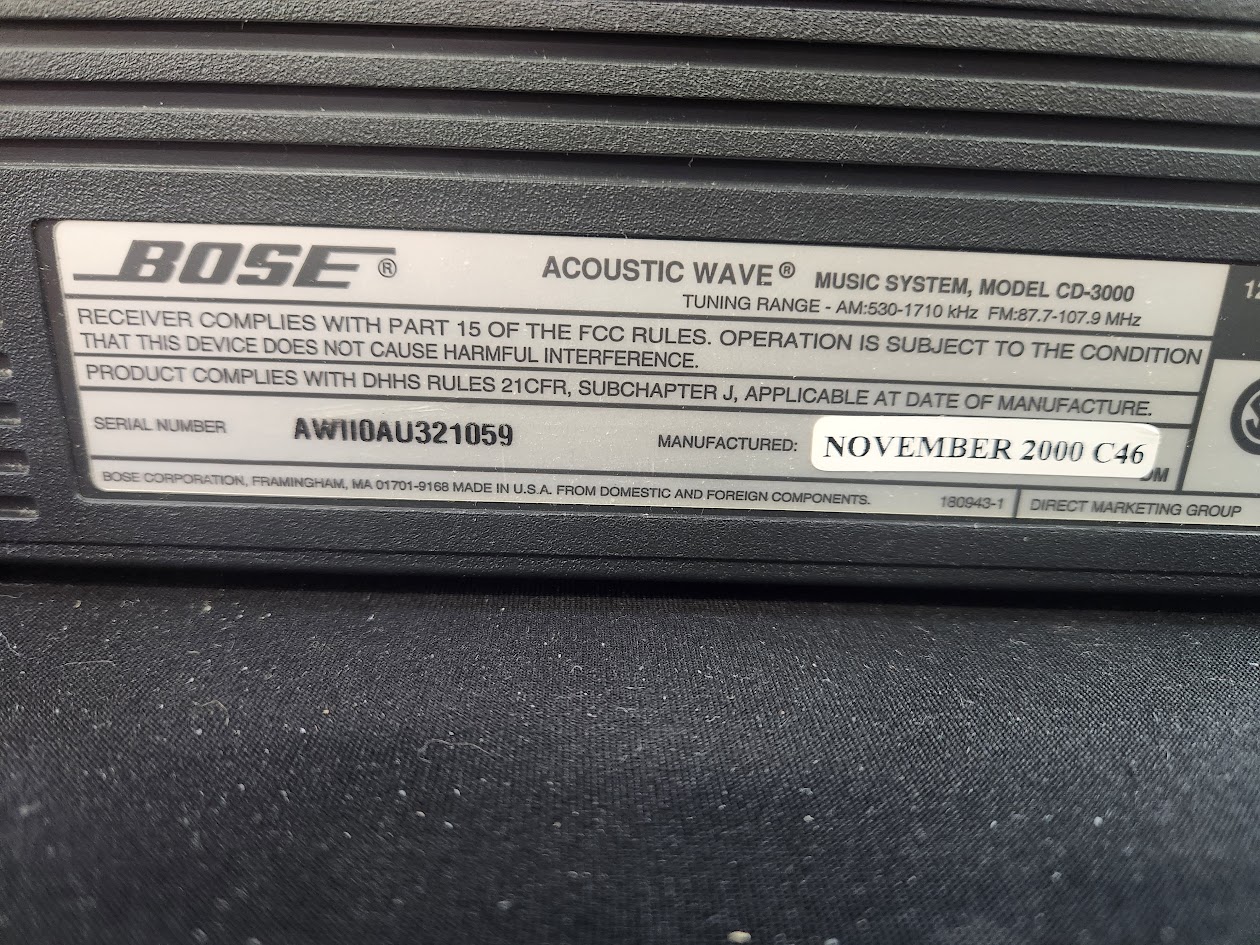 BOSE®
ACOUSTIC WAVE® MUSIC SYSTEM, MODEL CD-3000
TUNING RANGE - AM:530-1710 kHz FM:87.7-107.9 MHz
RECEIVER COMPLIES WITH PART 15 OF THE FCC RULES. OPERATION IS SUBJECT TO THE CONDITION
THAT THIS DEVICE DOES NOT CAUSE HARMFUL INTERFERENCE.
PRODUCT COMPLIES WITH DHHS RULES 21CFR, SUBCHAPTER J, APPLICABLE AT DATE OF MANUFACTURE.
SERIAL NUMBER AW110AU321059 MANUFACTURED: NOVEMBER 2000 C46
BOSE CORPORATION, FRAMINGHAM, MA 01701-9168 MADE IN U.S.A. FROM DOMESTIC AND FOREIGN COMPONENTS. 180943-1 DIRECT MARKETING GROUP